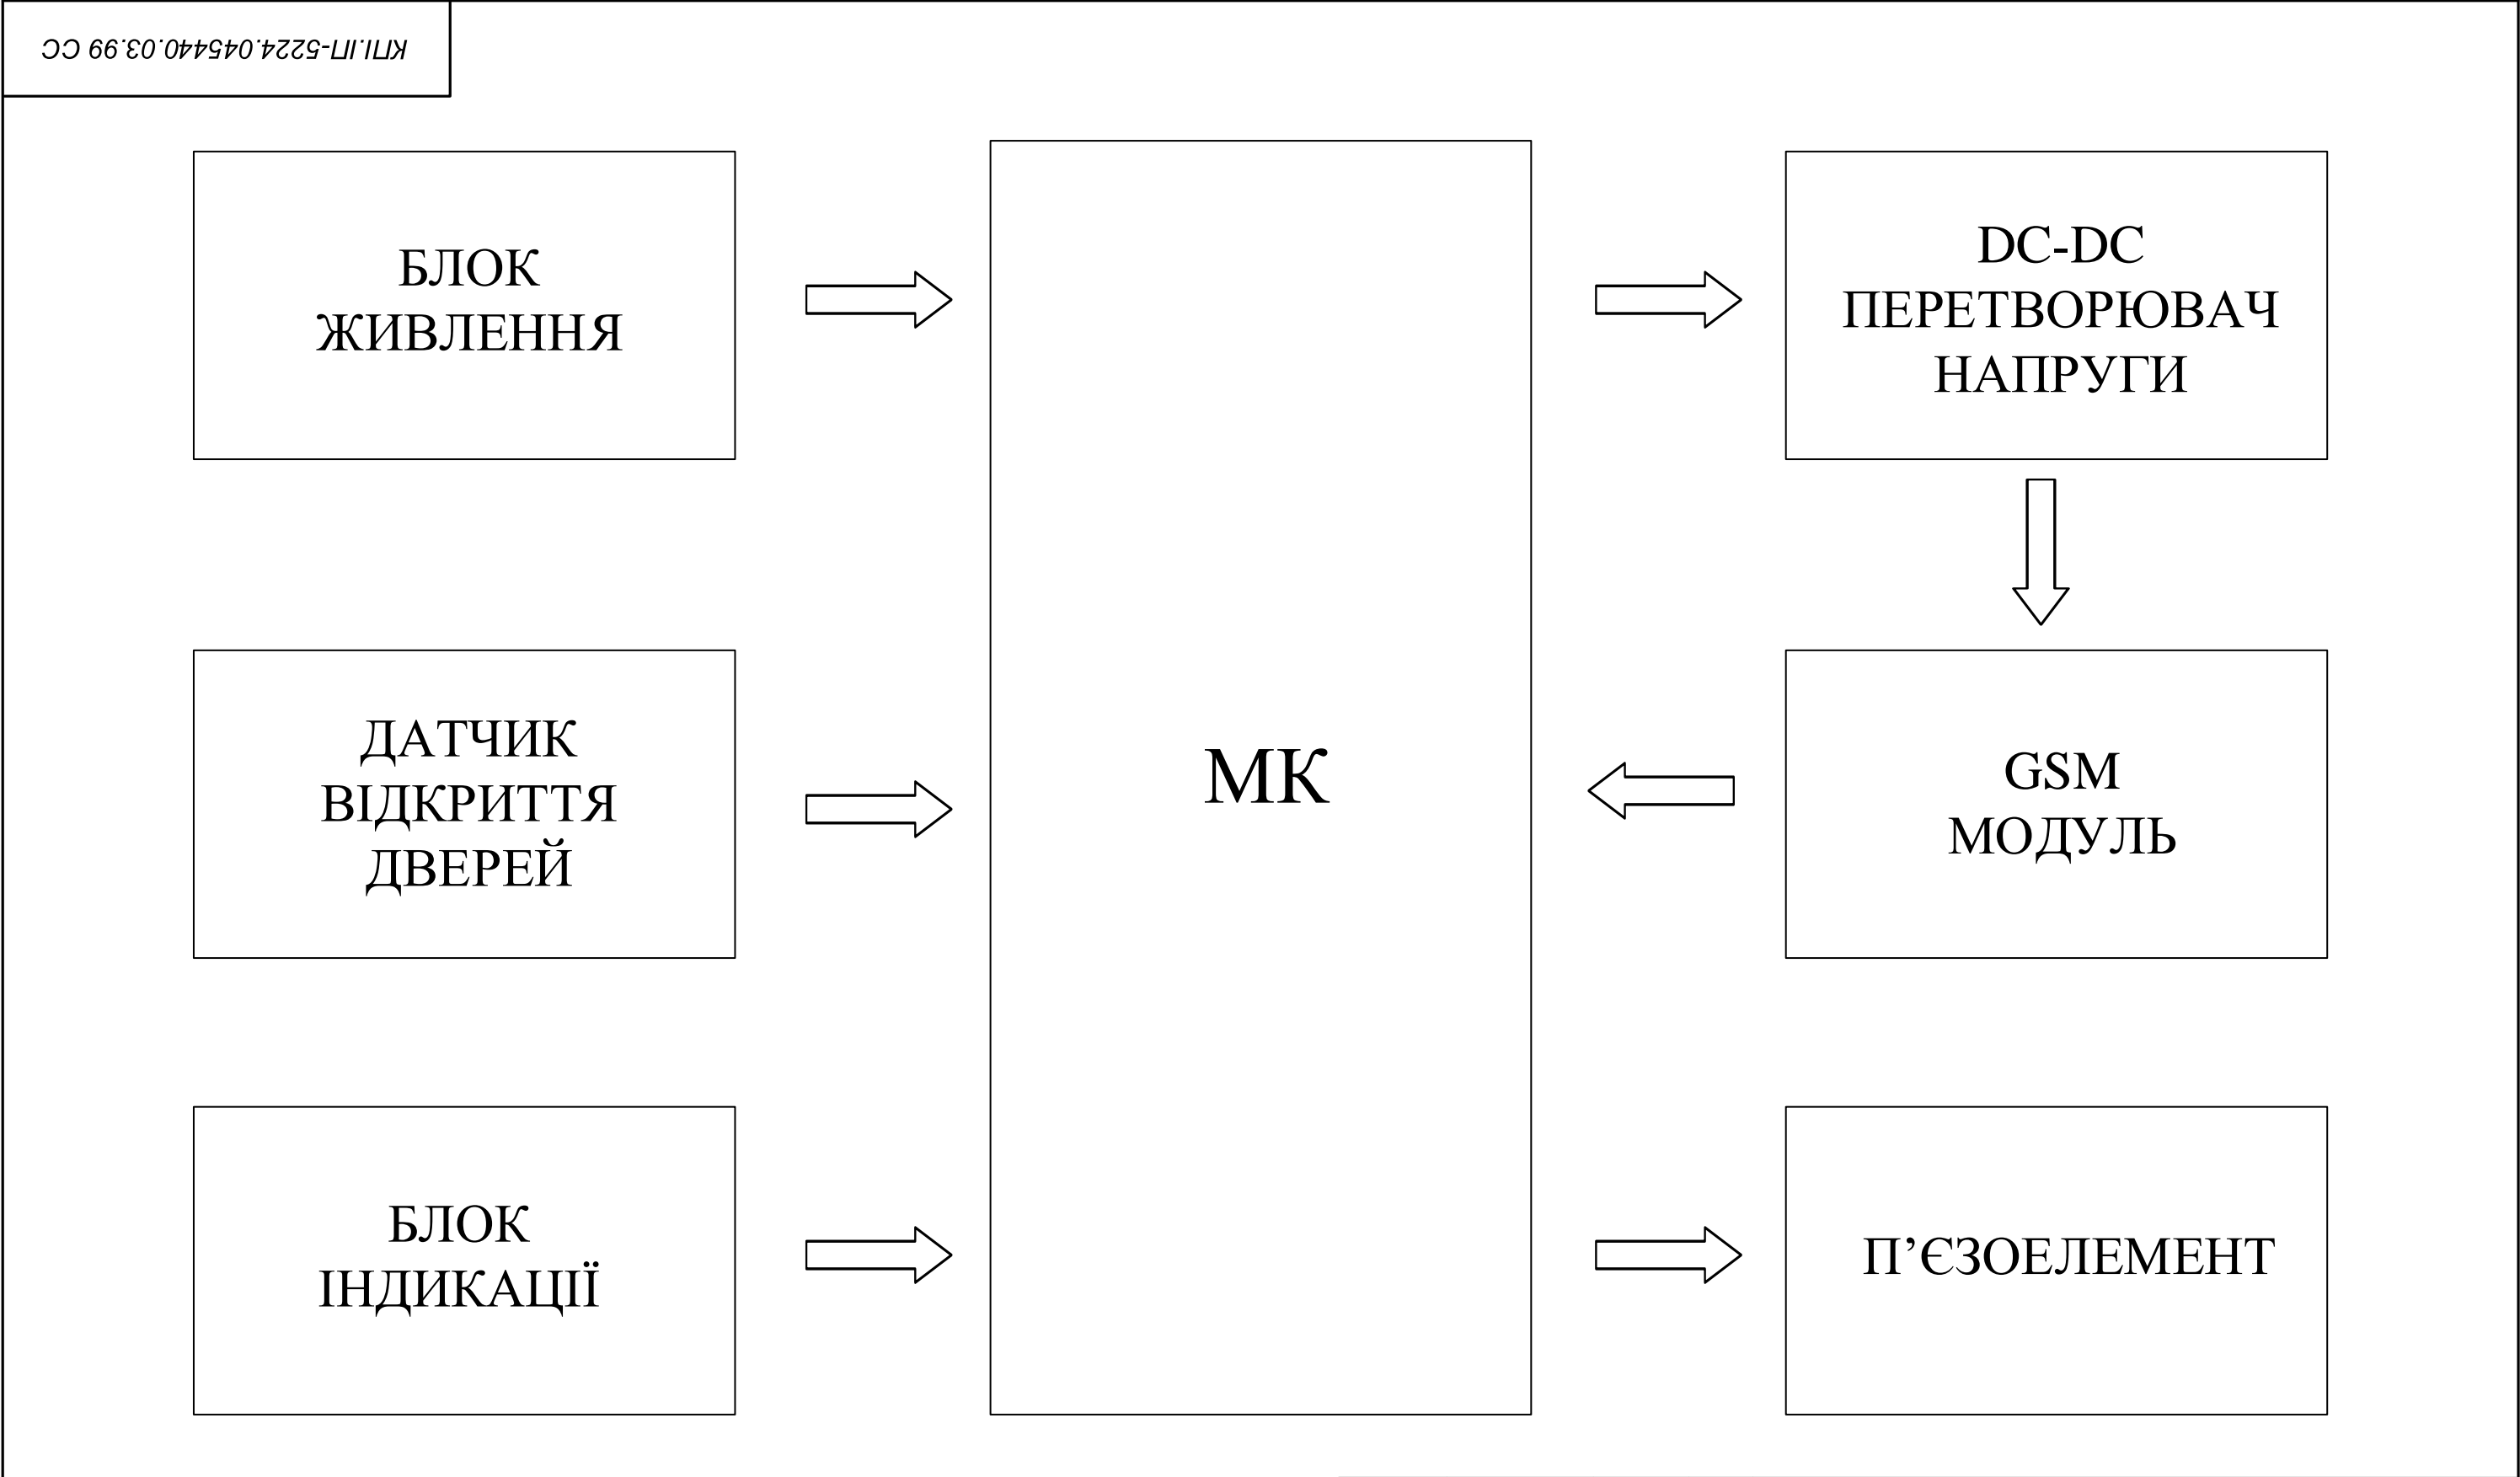 КПІ.ІП-5224.045440.03.99 СС
БЛОК
ЖИВЛЕННЯ
DC-DC
ПЕРЕТВОРЮВАЧ
НАПРУГИ
ДАТЧИК
ВІДКРИТТЯ
ДВЕРЕЙ
МК
GSM
МОДУЛЬ
БЛОК
ІНДИКАЦІЇ
П’ЄЗОЕЛЕМЕНТ